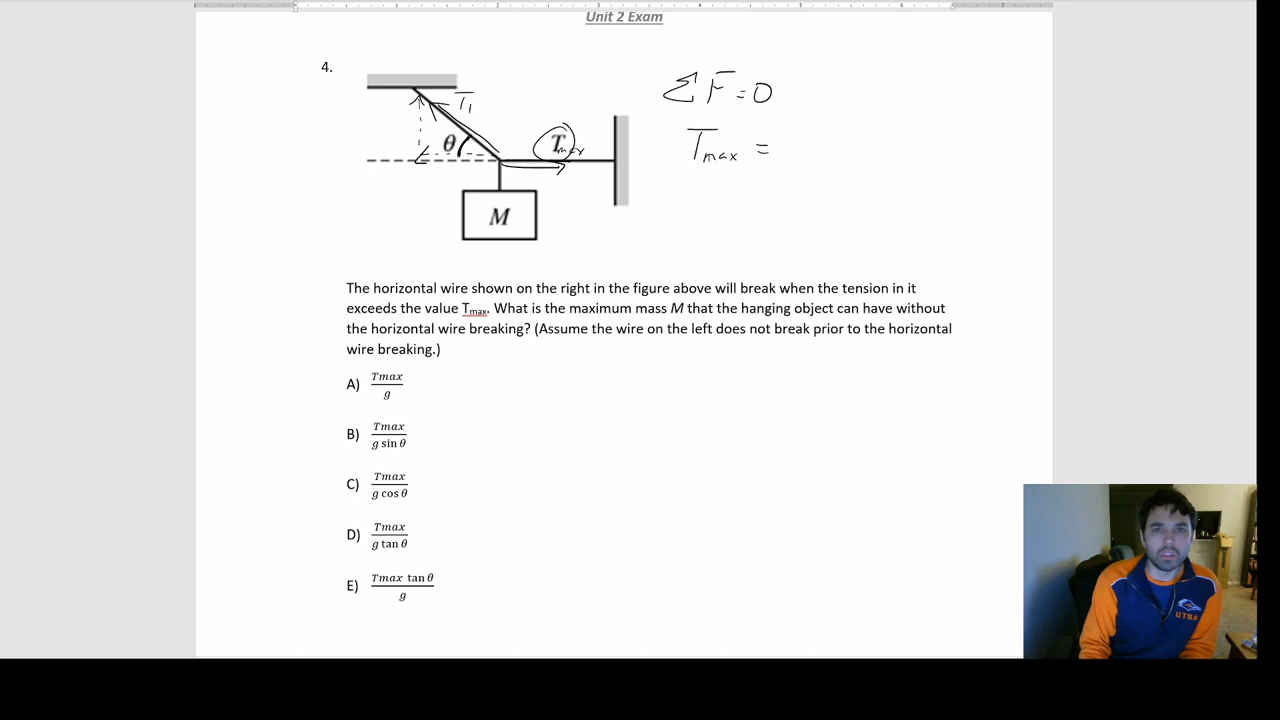 Unit 2 Exam
4.
T₁
θ
Tmax
M
ΣF = 0
Tmax =
The horizontal wire shown on the right in the figure above will break when the tension in it
exceeds the value Tmax. What is the maximum mass M that the hanging object can have without
the horizontal wire breaking? (Assume the wire on the left does not break prior to the horizontal
wire breaking.)
A) Tmax / g
B) Tmax / g sin θ
C) Tmax / g cos θ
D) Tmax / g tan θ
E) Tmax tan θ / g
UTSA